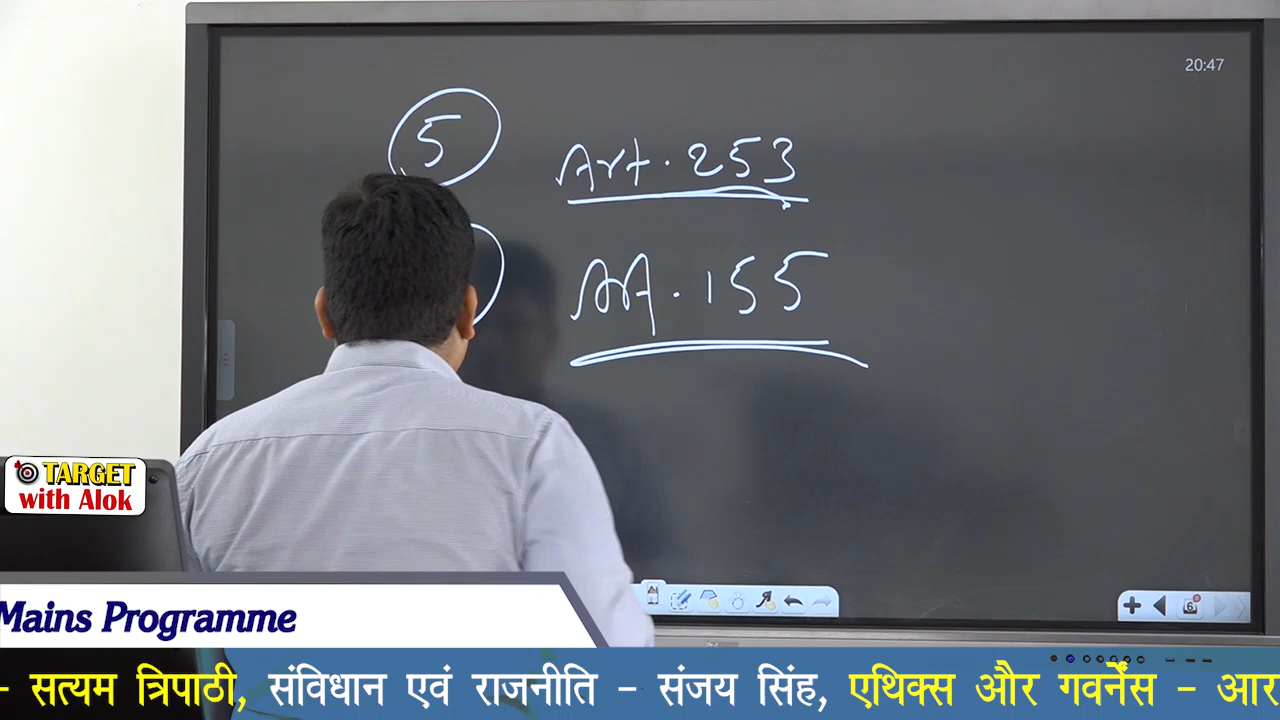 20:47
5
Art. 253
Art. 155
TARGET
with Alok
Mains Programme
- सत्यम त्रिपाठी, संविधान एवं राजनीति - संजय सिंह, एथिक्स और गवर्नेंस - आर